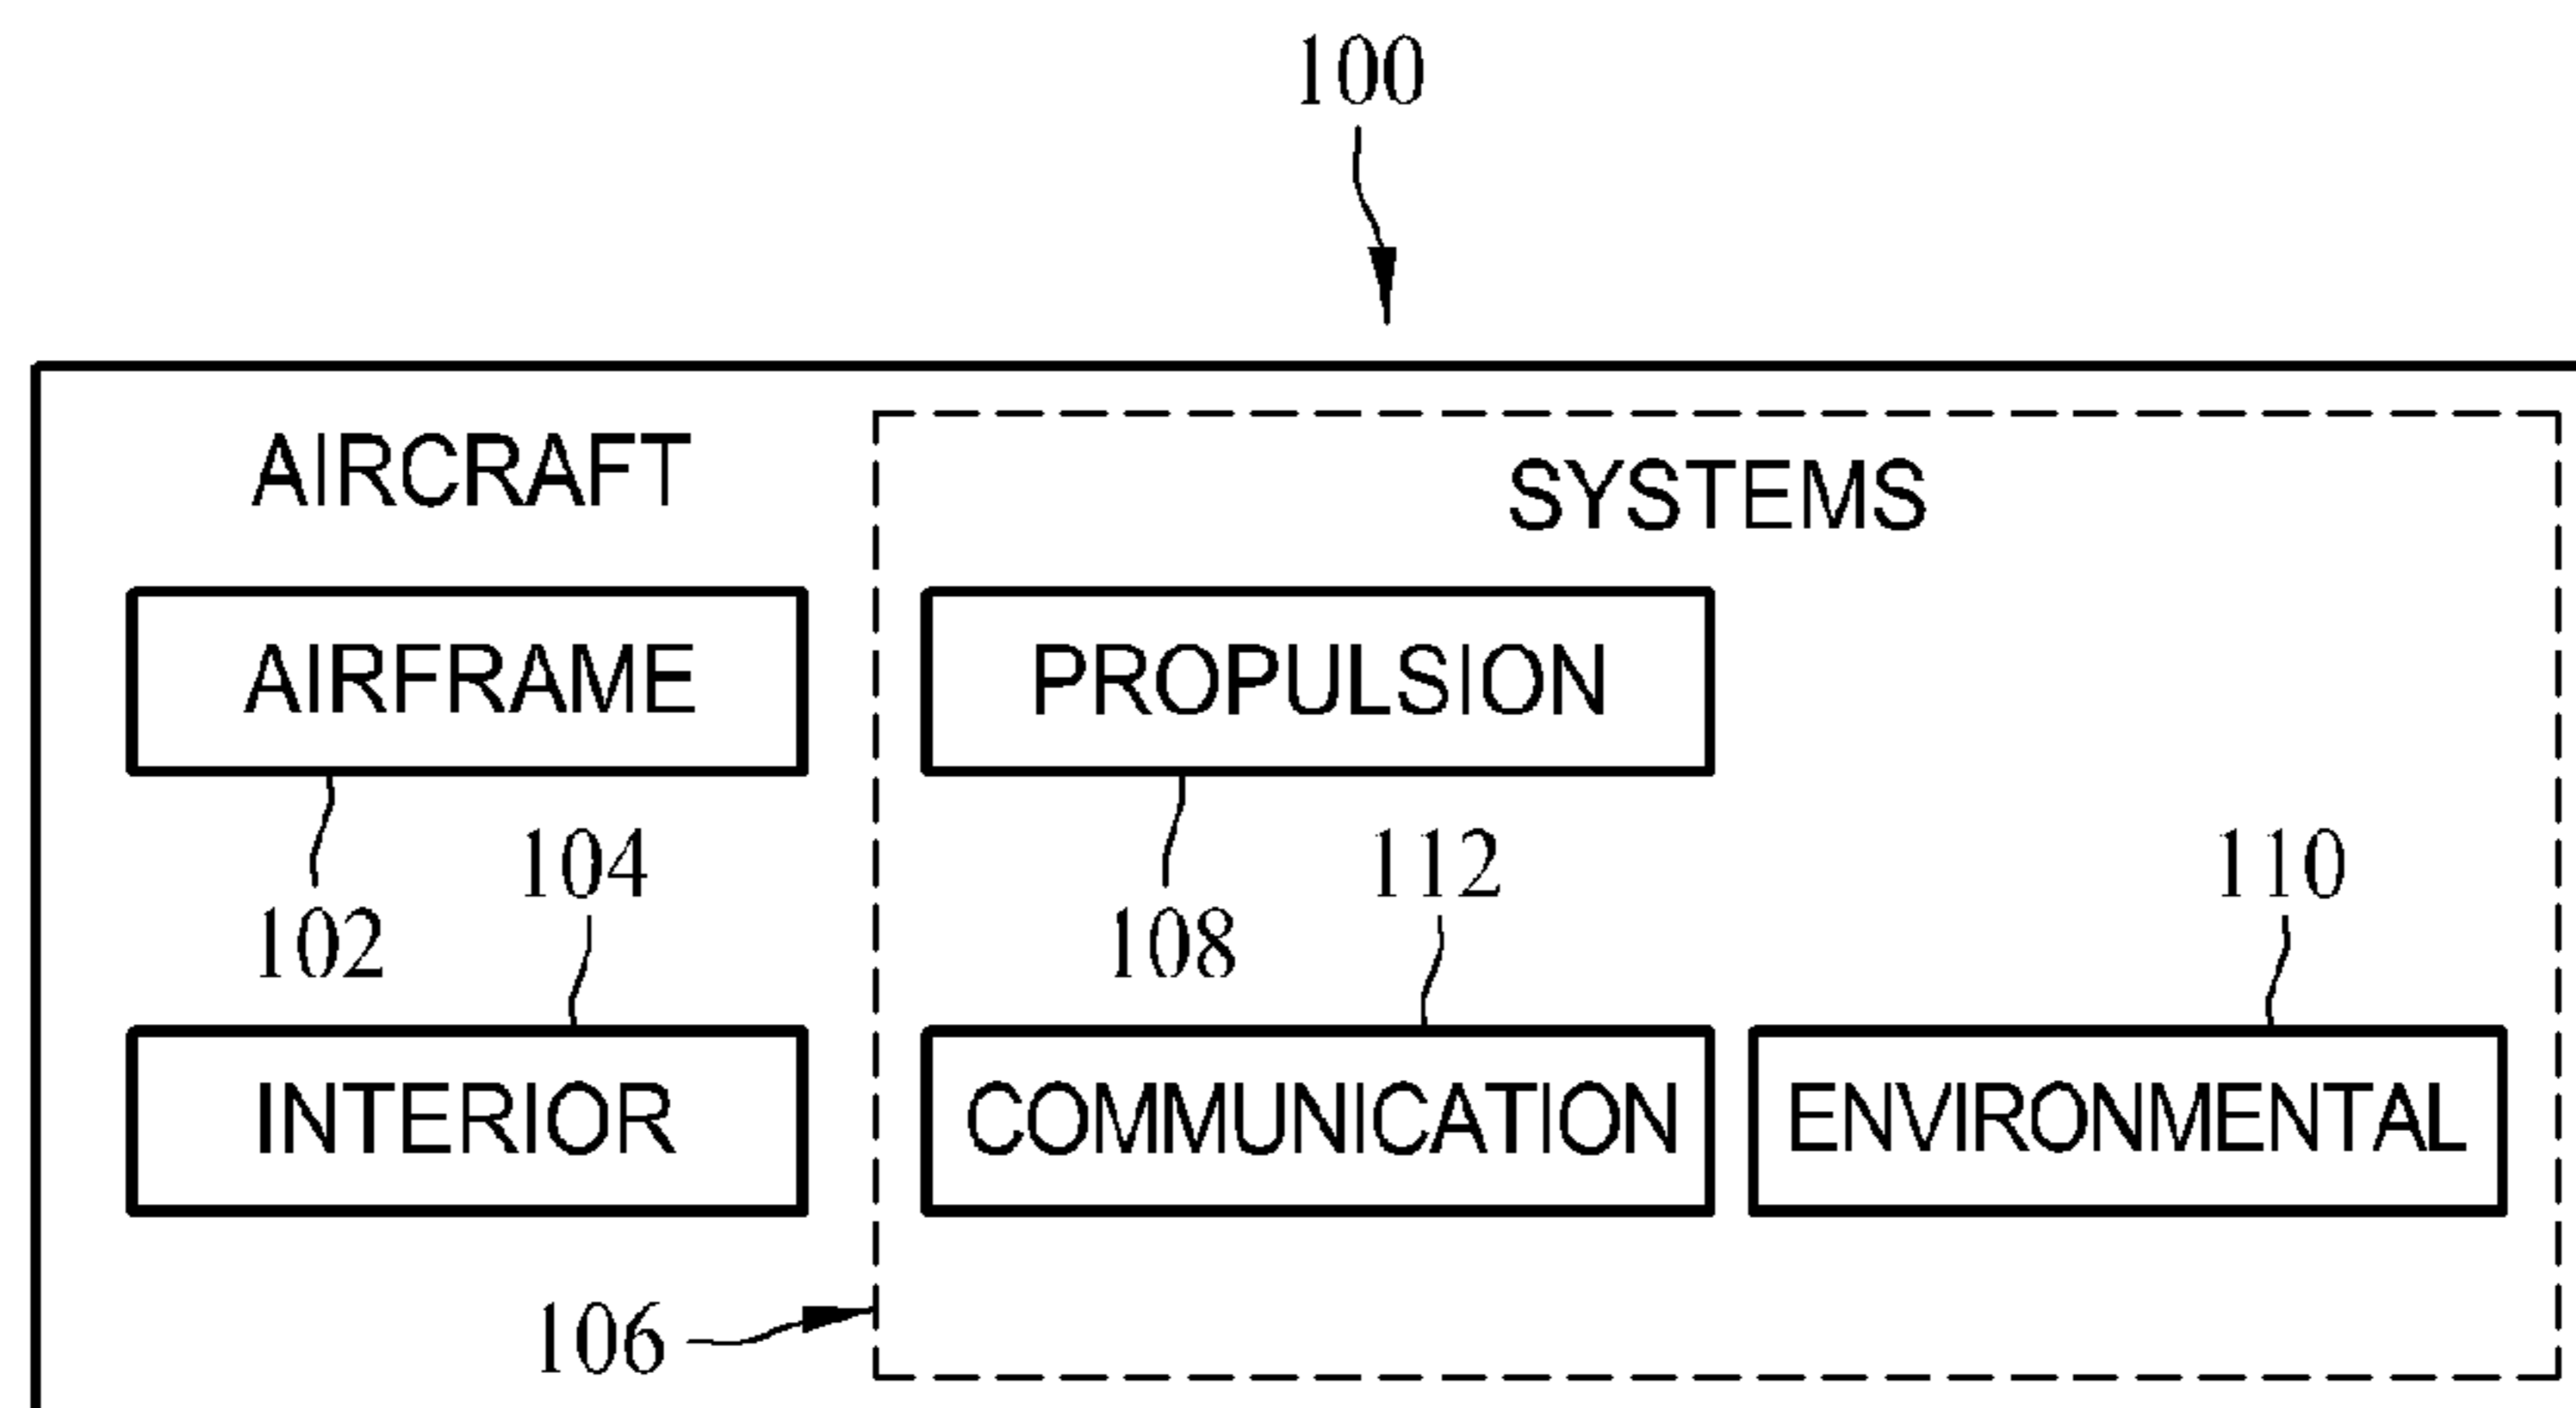 100
AIRCRAFT
SYSTEMS
AIRFRAME
PROPULSION
104
112
110
102
108
INTERIOR
COMMUNICATION
ENVIRONMENTAL
106